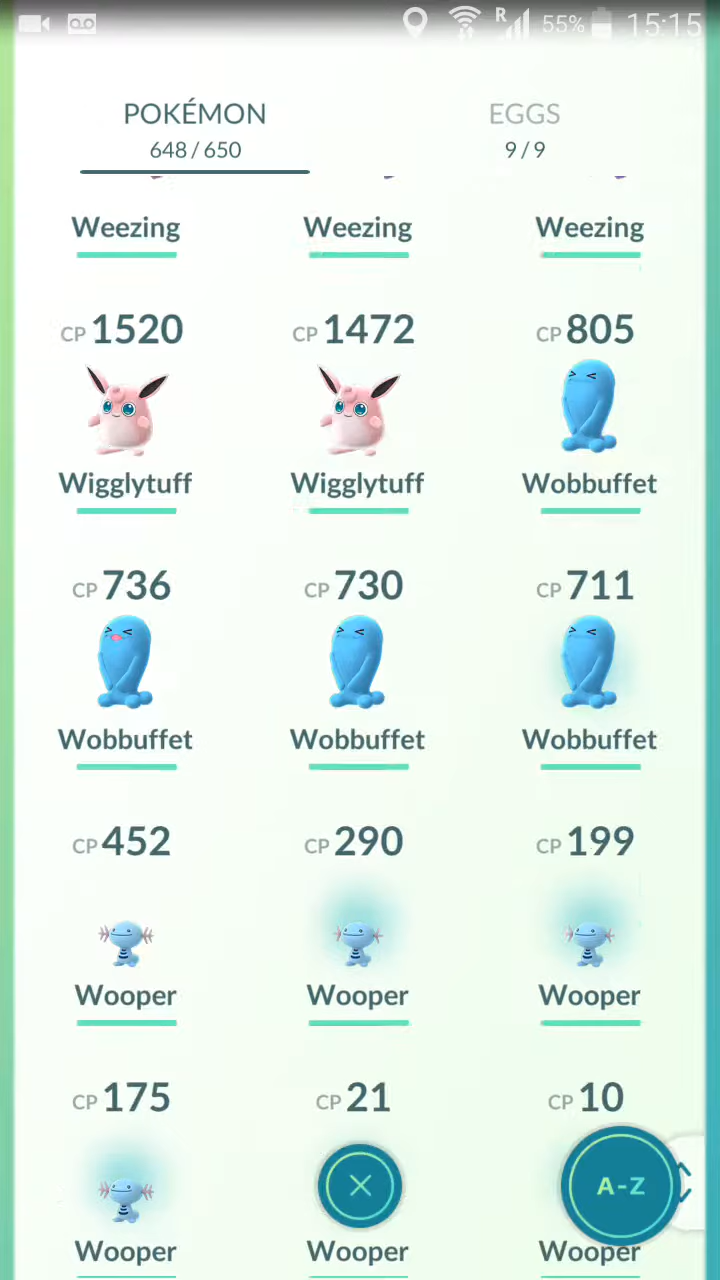 R 55% 15:15
POKÉMON EGGS
648 / 650 9 / 9
Weezing Weezing Weezing
CP 1520 CP 1472 CP 805
Wigglytuff Wigglytuff Wobbuffet
CP 736 CP 730 CP 711
Wobbuffet Wobbuffet Wobbuffet
CP 452 CP 290 CP 199
Wooper Wooper Wooper
CP 175 CP 21 CP 10
A-Z
Wooper Wooper Wooper